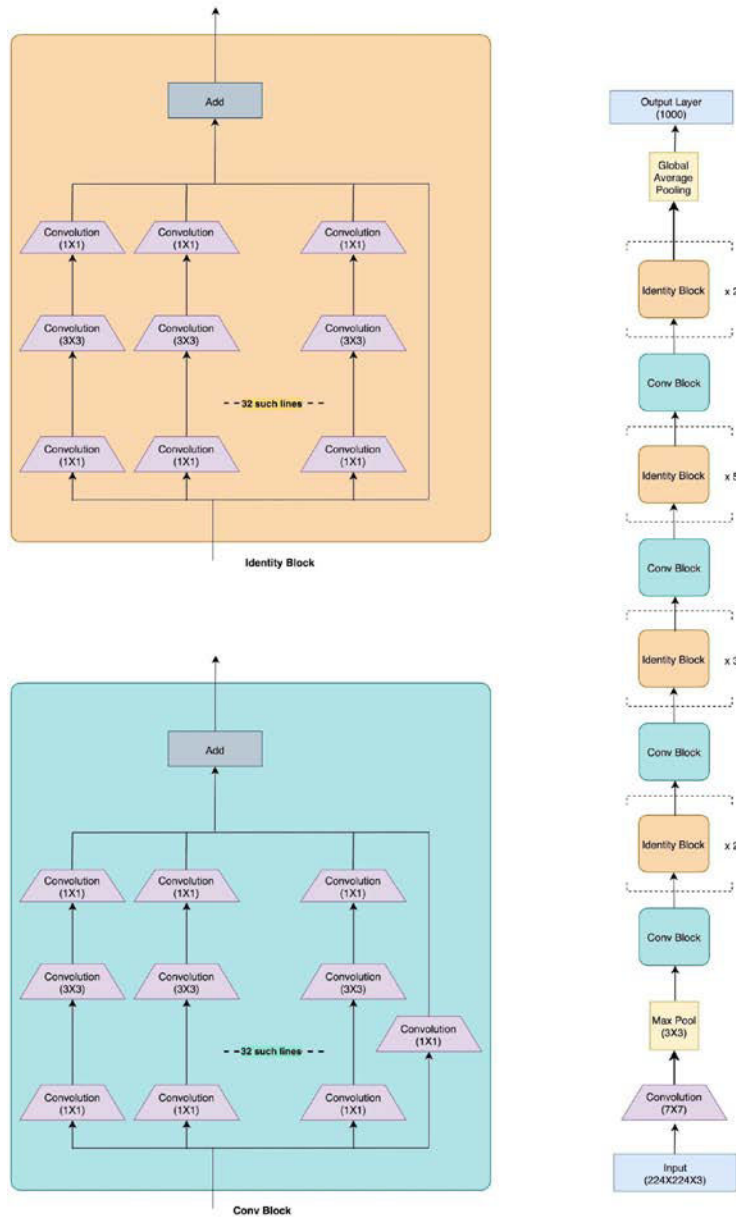 Add
Convolution
(1X1)
Convolution
(1X1)
Convolution
(1X1)
Convolution
(3X3)
Convolution
(3X3)
Convolution
(3X3)
32 such lines
Convolution
(1X1)
Convolution
(1X1)
Convolution
(1X1)
Identity Block
Add
Convolution
(1X1)
Convolution
(1X1)
Convolution
(1X1)
Convolution
(3X3)
Convolution
(3X3)
Convolution
(3X3)
Convolution
(1X1)
32 such lines
Convolution
(1X1)
Convolution
(1X1)
Convolution
(1X1)
Conv Block
Output Layer
(1000)
Global
Average
Pooling
Identity Block
x 2
Conv Block
Identity Block
x 5
Conv Block
Identity Block
x 3
Conv Block
Identity Block
x 2
Conv Block
Max Pool
(3X3)
Convolution
(7X7)
Input
(224X224X3)